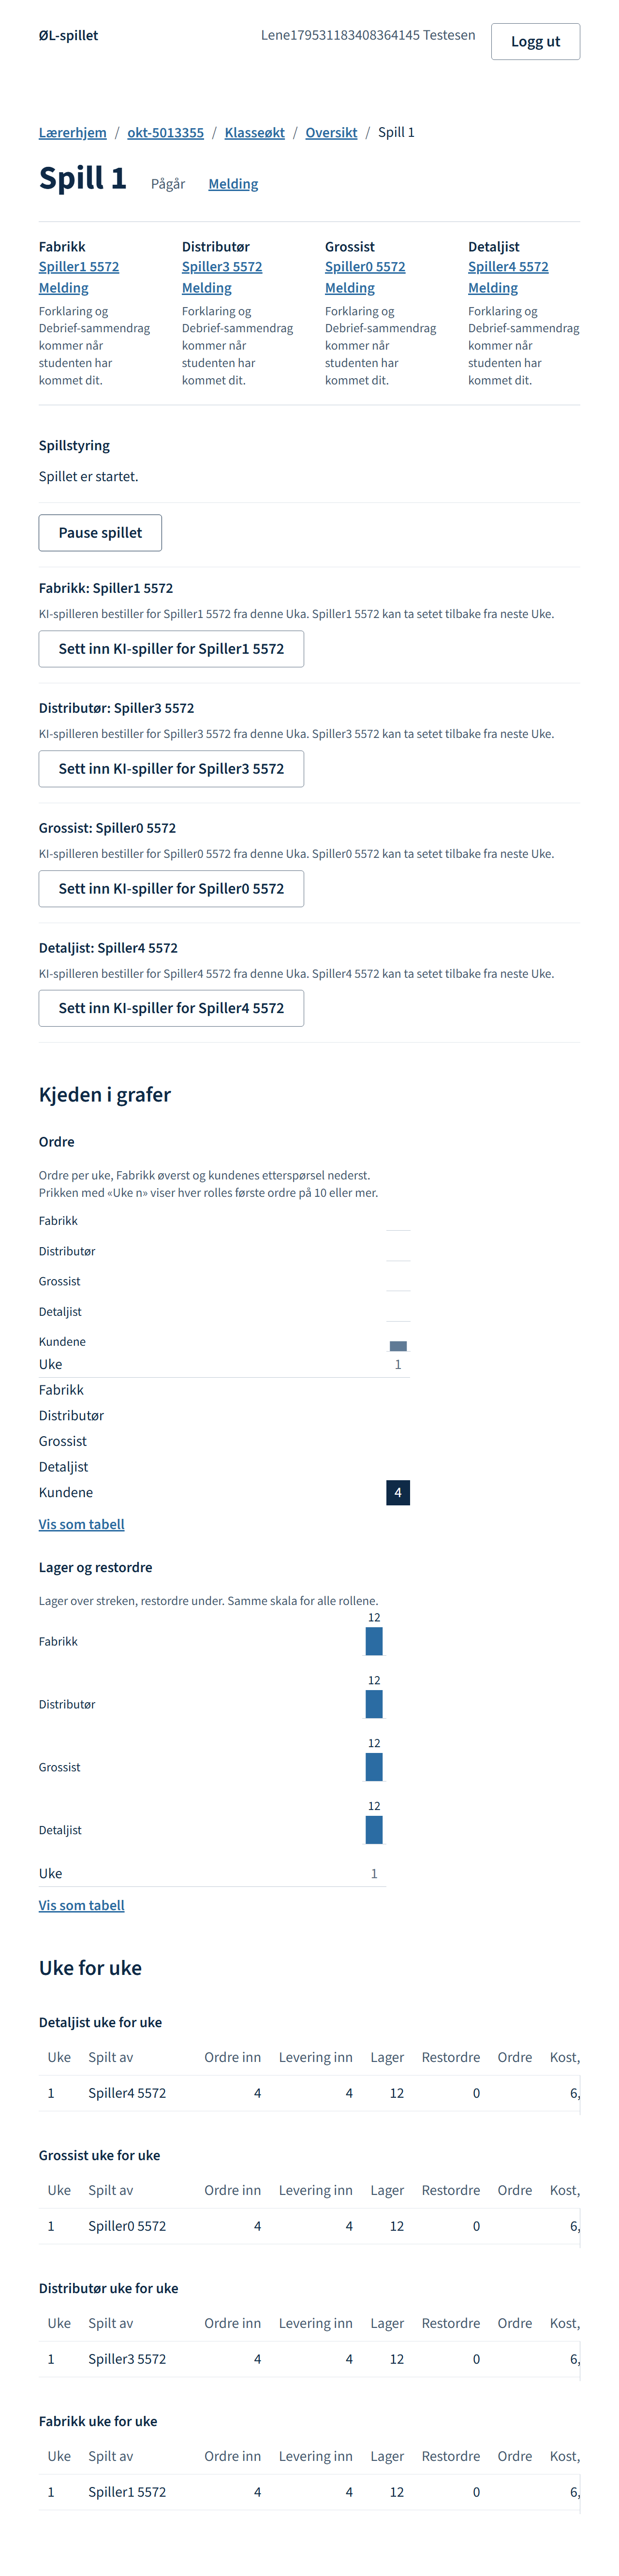 ØL-spillet
Lene179531183408364145 Testesen
Logg ut
Lærerhjem / okt-5013355 / Klasseøkt / Oversikt / Spill 1
Spill 1 Pågår Melding
Fabrikk Distributør Grossist Detaljist
Spiller1 5572 Spiller3 5572 Spiller0 5572 Spiller4 5572
Melding Melding Melding Melding
Forklaring og Forklaring og Forklaring og Forklaring og
Debrief-sammendrag Debrief-sammendrag Debrief-sammendrag Debrief-sammendrag
kommer når kommer når kommer når kommer når
studenten har studenten har studenten har studenten har
kommet dit. kommet dit. kommet dit. kommet dit.
Spillstyring
Spillet er startet.
Pause spillet
Fabrikk: Spiller1 5572
KI-spilleren bestiller for Spiller1 5572 fra denne Uka. Spiller1 5572 kan ta setet tilbake fra neste Uke.
Sett inn KI-spiller for Spiller1 5572
Distributør: Spiller3 5572
KI-spilleren bestiller for Spiller3 5572 fra denne Uka. Spiller3 5572 kan ta setet tilbake fra neste Uke.
Sett inn KI-spiller for Spiller3 5572
Grossist: Spiller0 5572
KI-spilleren bestiller for Spiller0 5572 fra denne Uka. Spiller0 5572 kan ta setet tilbake fra neste Uke.
Sett inn KI-spiller for Spiller0 5572
Detaljist: Spiller4 5572
KI-spilleren bestiller for Spiller4 5572 fra denne Uka. Spiller4 5572 kan ta setet tilbake fra neste Uke.
Sett inn KI-spiller for Spiller4 5572
Kjeden i grafer
Ordre
Ordre per uke, Fabrikk øverst og kundenes etterspørsel nederst.
Prikken med «Uke n» viser hver rolles første ordre på 10 eller mer.
Fabrikk
Distributør
Grossist
Detaljist
Kundene
Uke 1
Fabrikk
Distributør
Grossist
Detaljist
Kundene 4
Vis som tabell
Lager og restordre
Lager over streken, restordre under. Samme skala for alle rollene.
12
Fabrikk
12
Distributør
12
Grossist
12
Detaljist
Uke 1
Vis som tabell
Uke for uke
Detaljist uke for uke
Uke Spilt av Ordre inn Levering inn Lager Restordre Ordre Kost,
1 Spiller4 5572 4 4 12 0 6,
Grossist uke for uke
Uke Spilt av Ordre inn Levering inn Lager Restordre Ordre Kost,
1 Spiller0 5572 4 4 12 0 6,
Distributør uke for uke
Uke Spilt av Ordre inn Levering inn Lager Restordre Ordre Kost,
1 Spiller3 5572 4 4 12 0 6,
Fabrikk uke for uke
Uke Spilt av Ordre inn Levering inn Lager Restordre Ordre Kost,
1 Spiller1 5572 4 4 12 0 6,